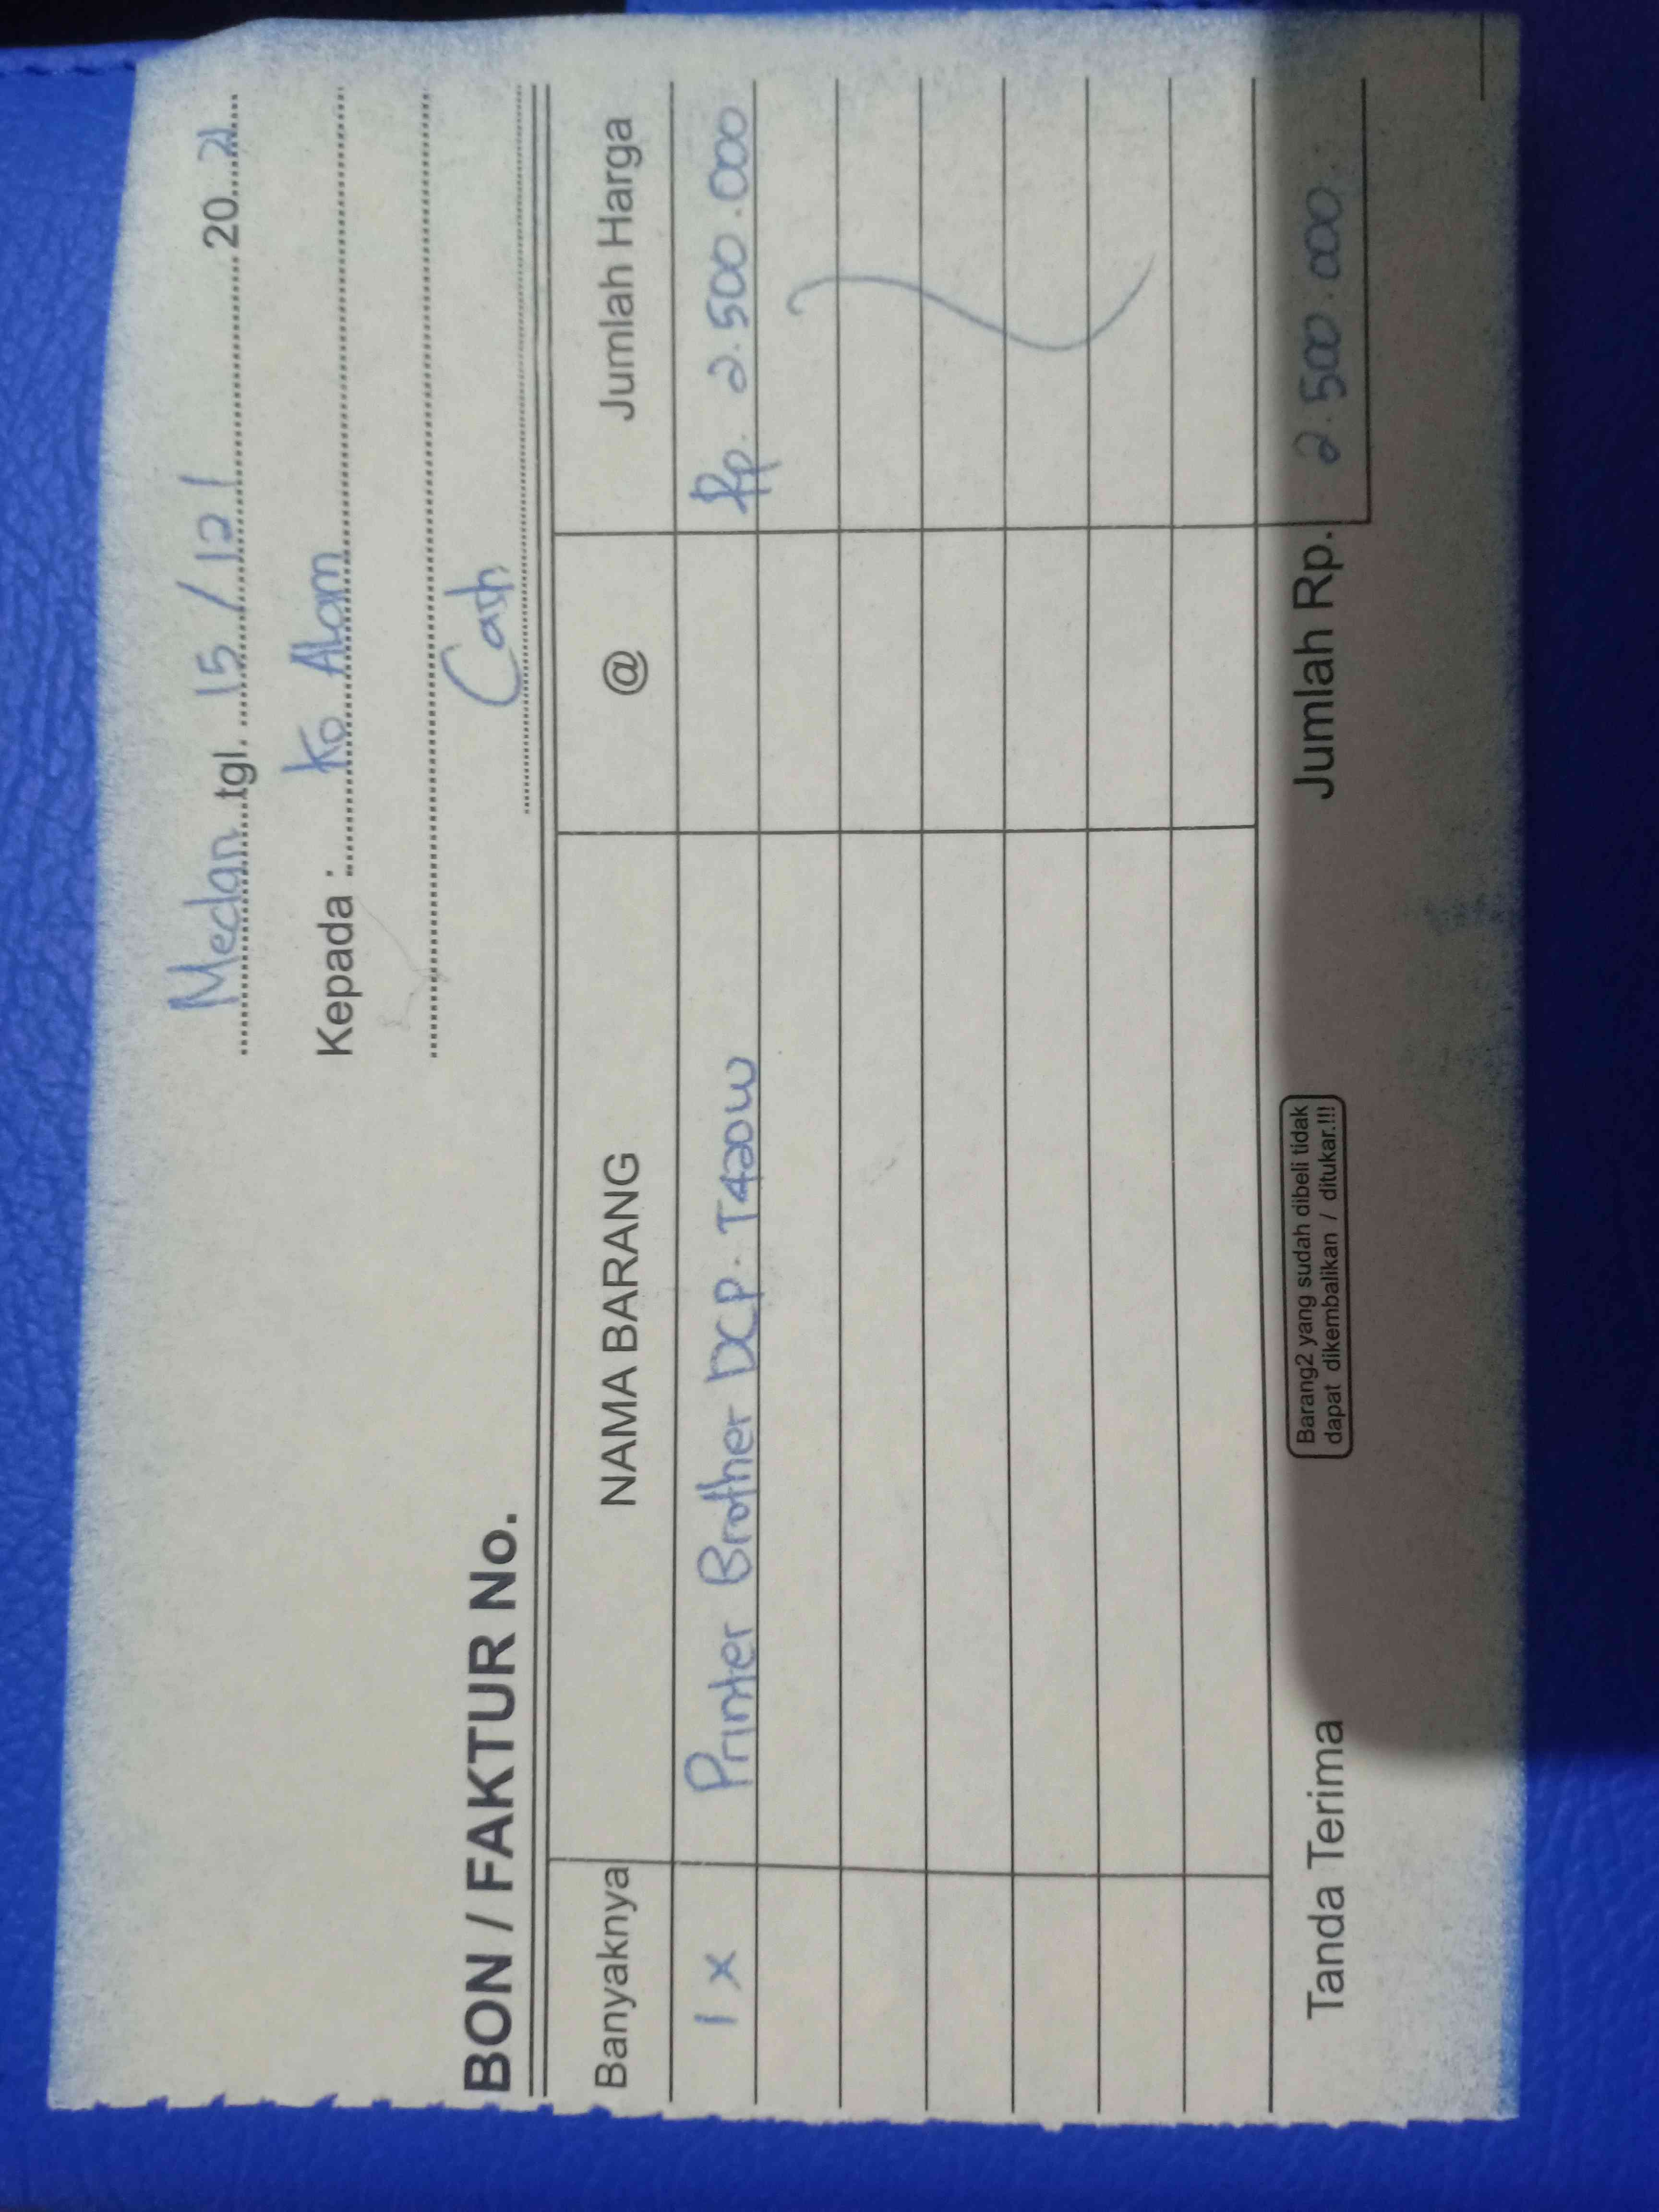 Medan tgl. 15/12 20 21
Kepada : Ko Alam
Cash
BON / FAKTUR No.
Banyaknya NAMA BARANG @ Jumlah Harga
1 x Printer Brother DCP-T420W Rp. 2.500.000
Tanda Terima Barang2 yang sudah dibeli tidak Jumlah Rp. 2.500.000.-
dapat dikembalikan / ditukar.!!!